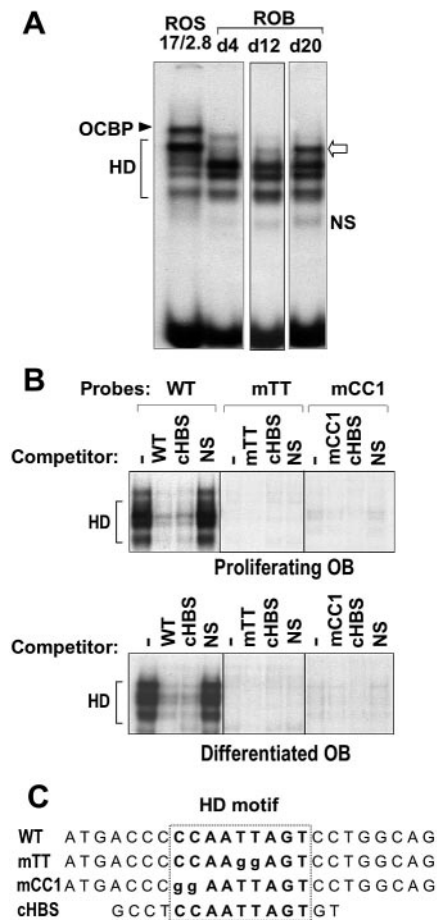 A
ROS ROB
17/2.8 d4 d12 d20
OCBP
HD
NS
B
Probes: WT mTT mCC1
Competitor: - WT cHBS NS - mTT cHBS NS - mCC1 cHBS NS
HD
Proliferating OB
Competitor: - WT cHBS NS - mTT cHBS NS - mCC1 cHBS NS
HD
Differentiated OB
C
HD motif
WT ATGACCCCCAATTAGTCCTGGCAG
mTT ATGACCCCCAAggAGTCCTGGCAG
mCC1 ATGACCCggAATTAGTCCTGGCAG
cHBS GCCTCCAATTAGTGT